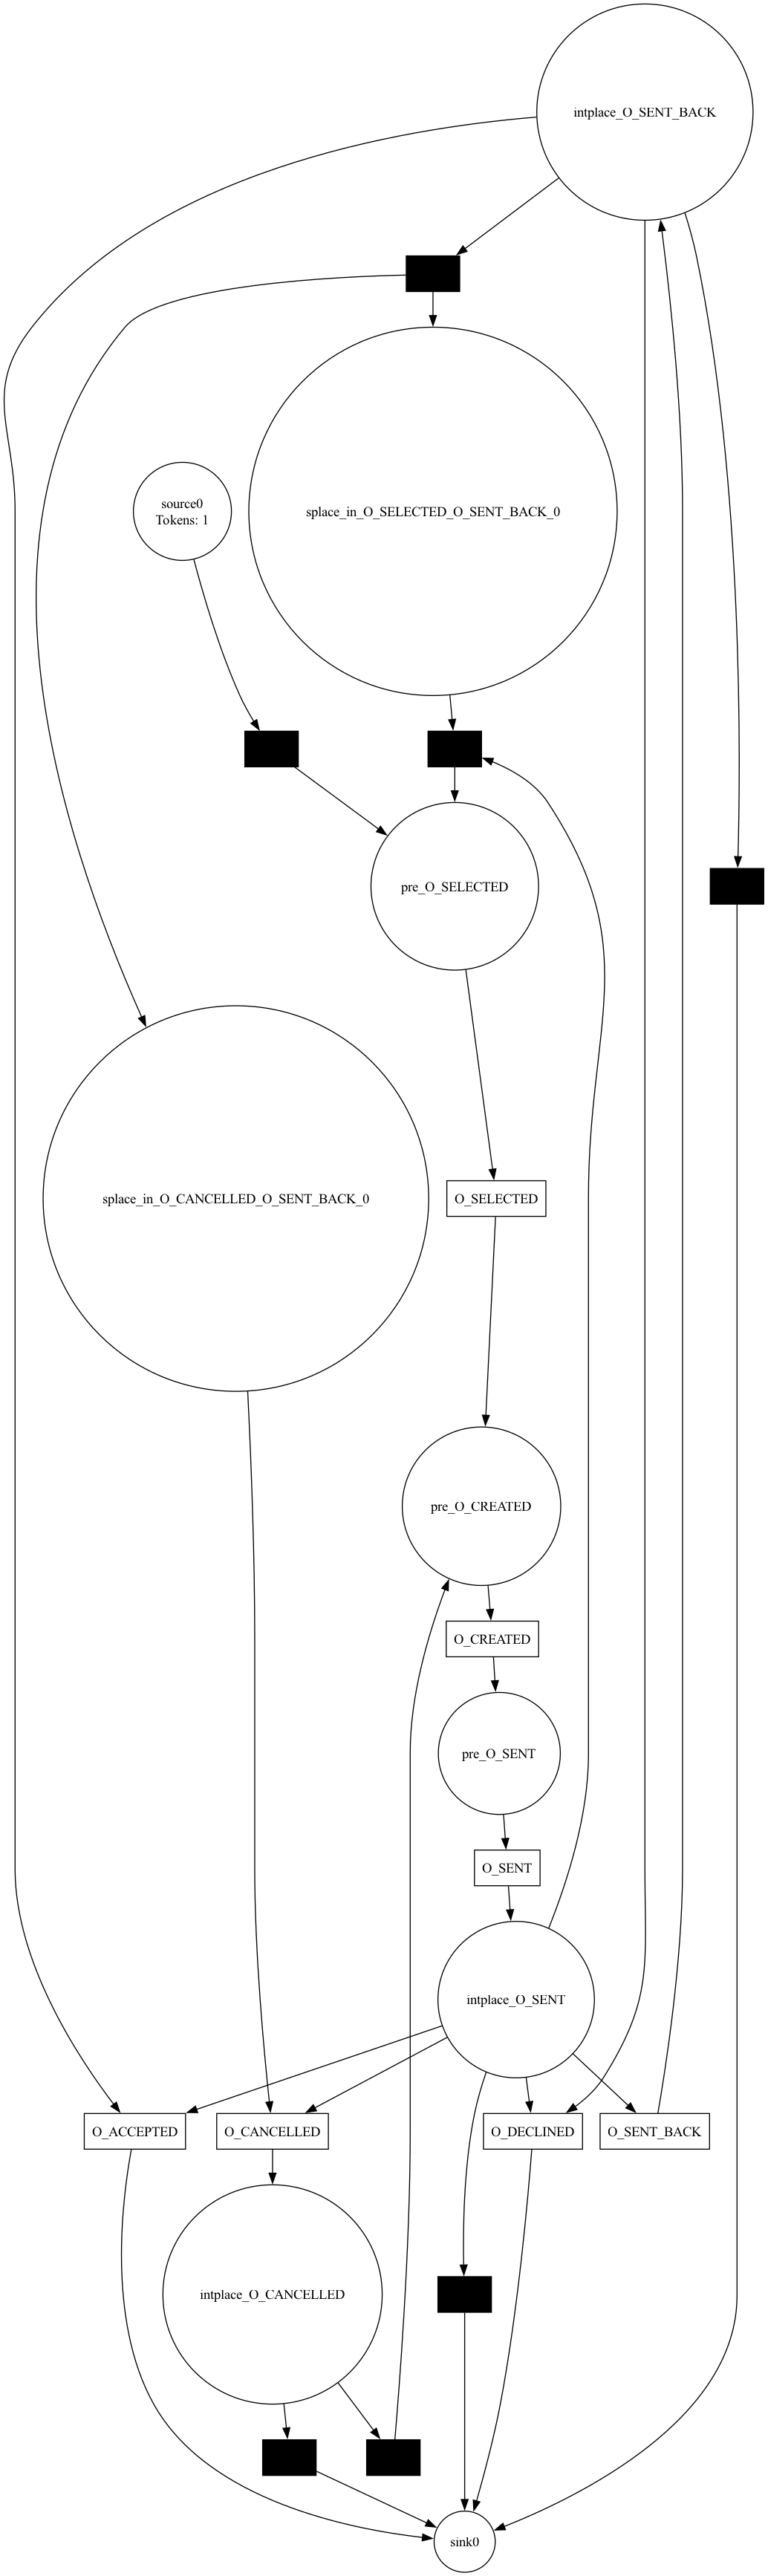 intplace_O_SENT_BACK
source0
Tokens: 1
splace_in_O_SELECTED_O_SENT_BACK_0
pre_O_SELECTED
splace_in_O_CANCELLED_O_SENT_BACK_0
O_SELECTED
pre_O_CREATED
O_CREATED
pre_O_SENT
O_SENT
intplace_O_SENT
O_ACCEPTED
O_CANCELLED
O_DECLINED
O_SENT_BACK
intplace_O_CANCELLED
sink0